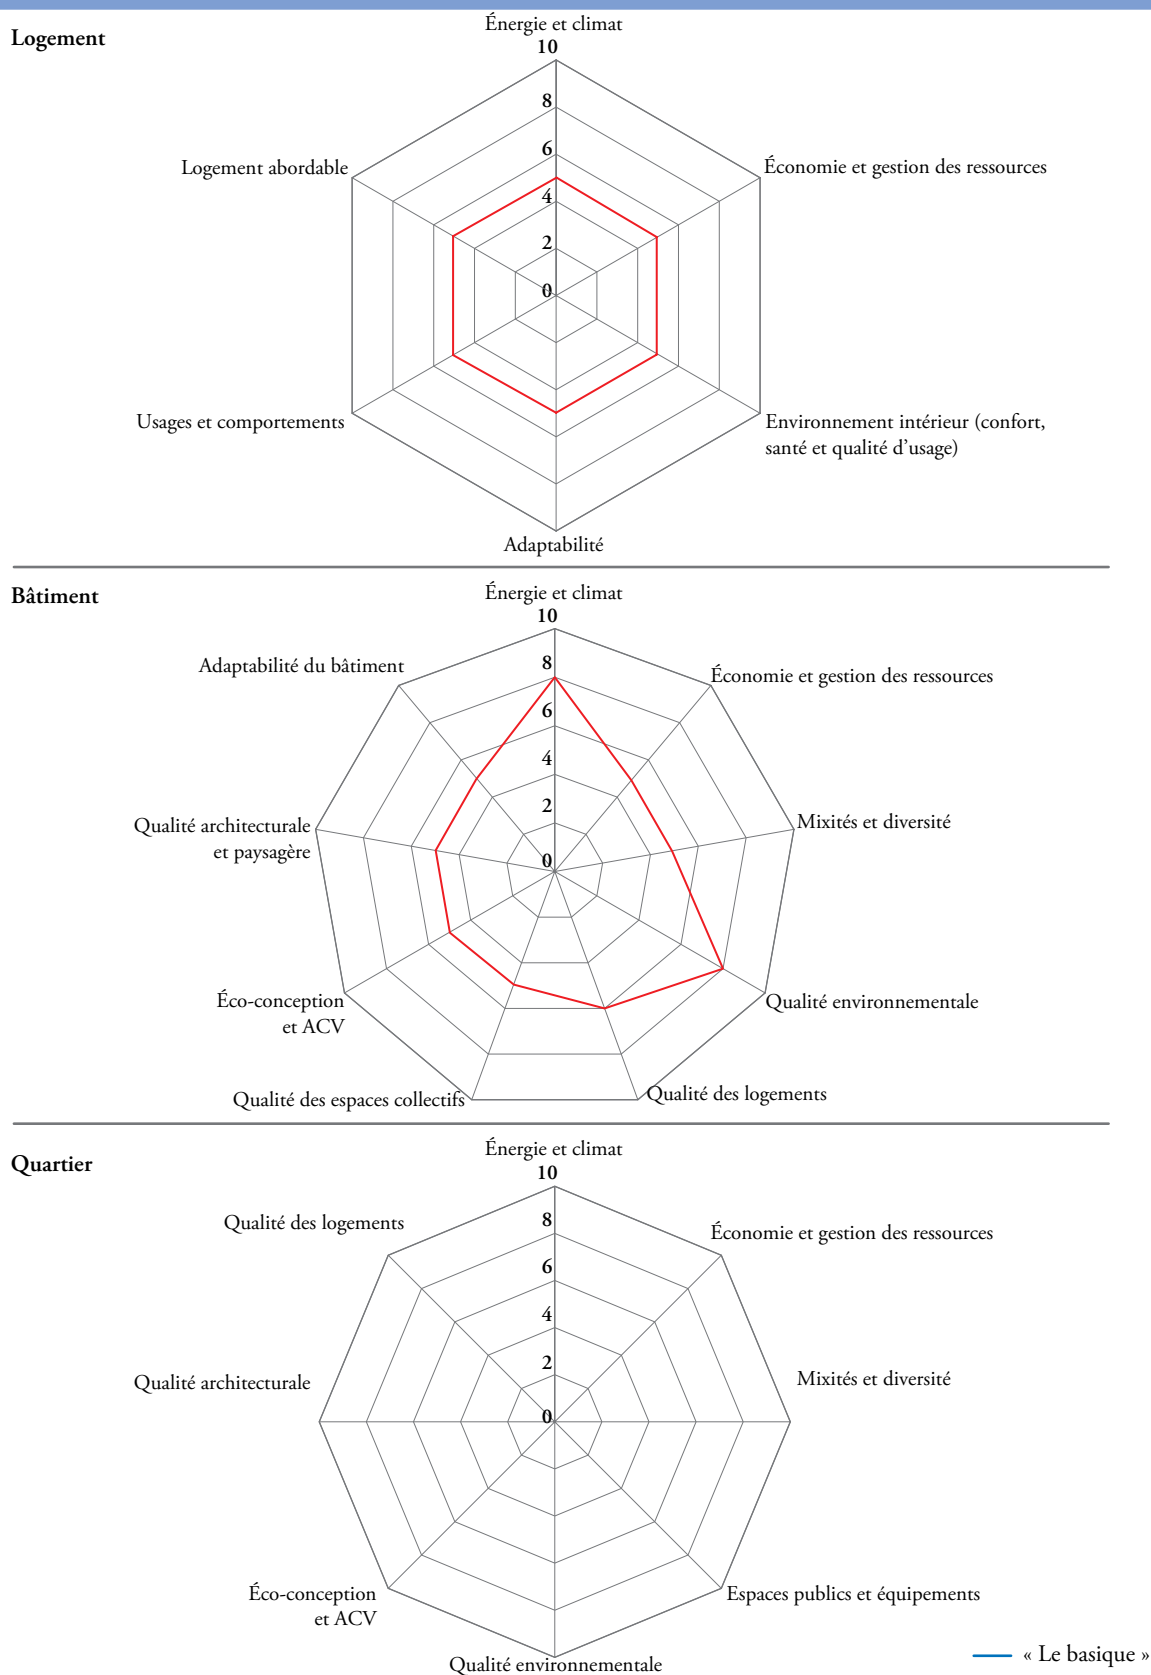 Logement
Énergie et climat
10
8
6
4
2
0
Logement abordable
Économie et gestion des ressources
Usages et comportements
Environnement intérieur (confort,
santé et qualité d’usage)
Adaptabilité
Bâtiment
Énergie et climat
10
8
6
4
2
0
Adaptabilité du bâtiment
Économie et gestion des ressources
Qualité architecturale
et paysagère
Mixités et diversité
Éco-conception
et ACV
Qualité environnementale
Qualité des espaces collectifs
Qualité des logements
Quartier
Énergie et climat
10
8
6
4
2
0
Qualité des logements
Économie et gestion des ressources
Qualité architecturale
Mixités et diversité
Éco-conception
et ACV
Espaces publics et équipements
Qualité environnementale
« Le basique »